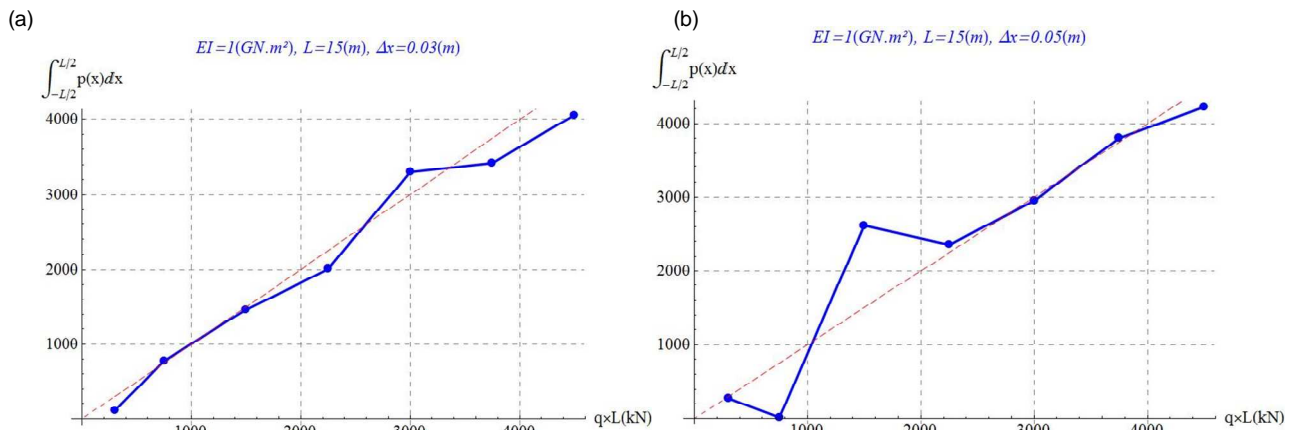 (a)
EI=1(GN.m²), L=15(m), Δx=0.03(m)
∫_{-L/2}^{L/2} p(x)ⅆx
4000
3000
2000
1000
1000
2000
3000
4000
q×L(kN)
(b)
EI=1(GN.m²), L=15(m), Δx=0.05(m)
∫_{-L/2}^{L/2} p(x)ⅆx
4000
3000
2000
1000
1000
2000
3000
4000
q×L(kN)